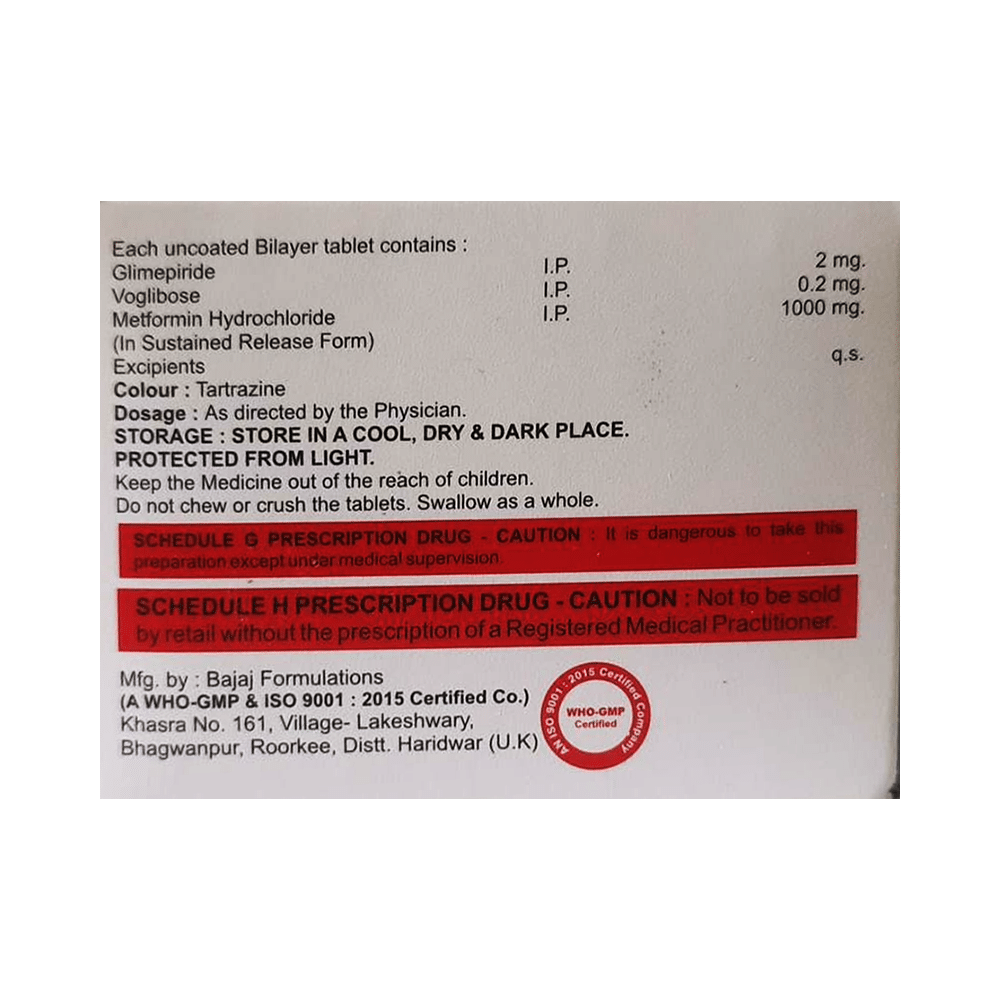 Each uncoated Bilayer tablet contains :
Glimepiride I.P. 2 mg.
Voglibose I.P. 0.2 mg.
Metformin Hydrochloride I.P. 1000 mg.
(In Sustained Release Form)
Excipients q.s.
Colour : Tartrazine
Dosage : As directed by the Physician.
STORAGE : STORE IN A COOL, DRY & DARK PLACE.
PROTECTED FROM LIGHT.
Keep the Medicine out of the reach of children.
Do not chew or crush the tablets. Swallow as a whole.
SCHEDULE G PRESCRIPTION DRUG - CAUTION : It is dangerous to take this
preparation except under medical supervision.
SCHEDULE H PRESCRIPTION DRUG - CAUTION : Not to be sold
by retail without the prescription of a Registered Medical Practitioner.
Mfg. by : Bajaj Formulations
(A WHO-GMP & ISO 9001 : 2015 Certified Co.)
Khasra No. 161, Village- Lakeshwary,
Bhagwanpur, Roorkee, Distt. Haridwar (U.K)
AN ISO 9001 : 2015 Certified Company
WHO-GMP
Certified